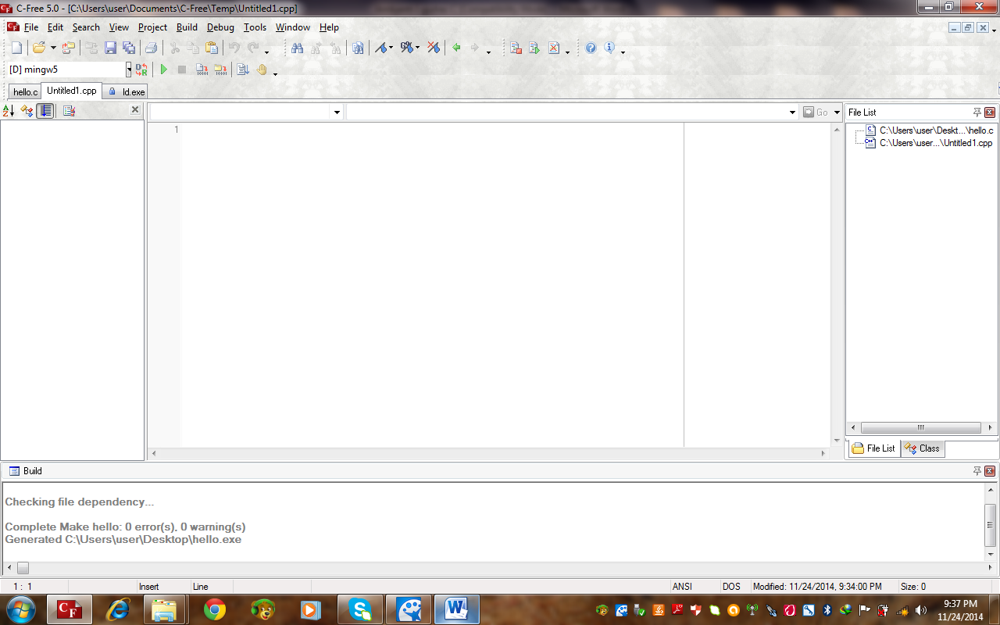 C-Free 5.0 - [C:\Users\user\Documents\C-Free\Temp\Untitled1.cpp]
File Edit Search View Project Build Debug Tools Window Help
[D] mingw5
hello.c Untitled1.cpp ld.exe
Go
File List
1
C:\Users\user\Deskt...\hello.c
C:\Users\user...\Untitled1.cpp
File List Class
Build
Checking file dependency...
Complete Make hello: 0 error(s), 0 warning(s)
Generated C:\Users\user\Desktop\hello.exe
1 : 1 Insert Line ANSI DOS Modified: 11/24/2014, 9:34:00 PM Size: 0
9:37 PM
11/24/2014